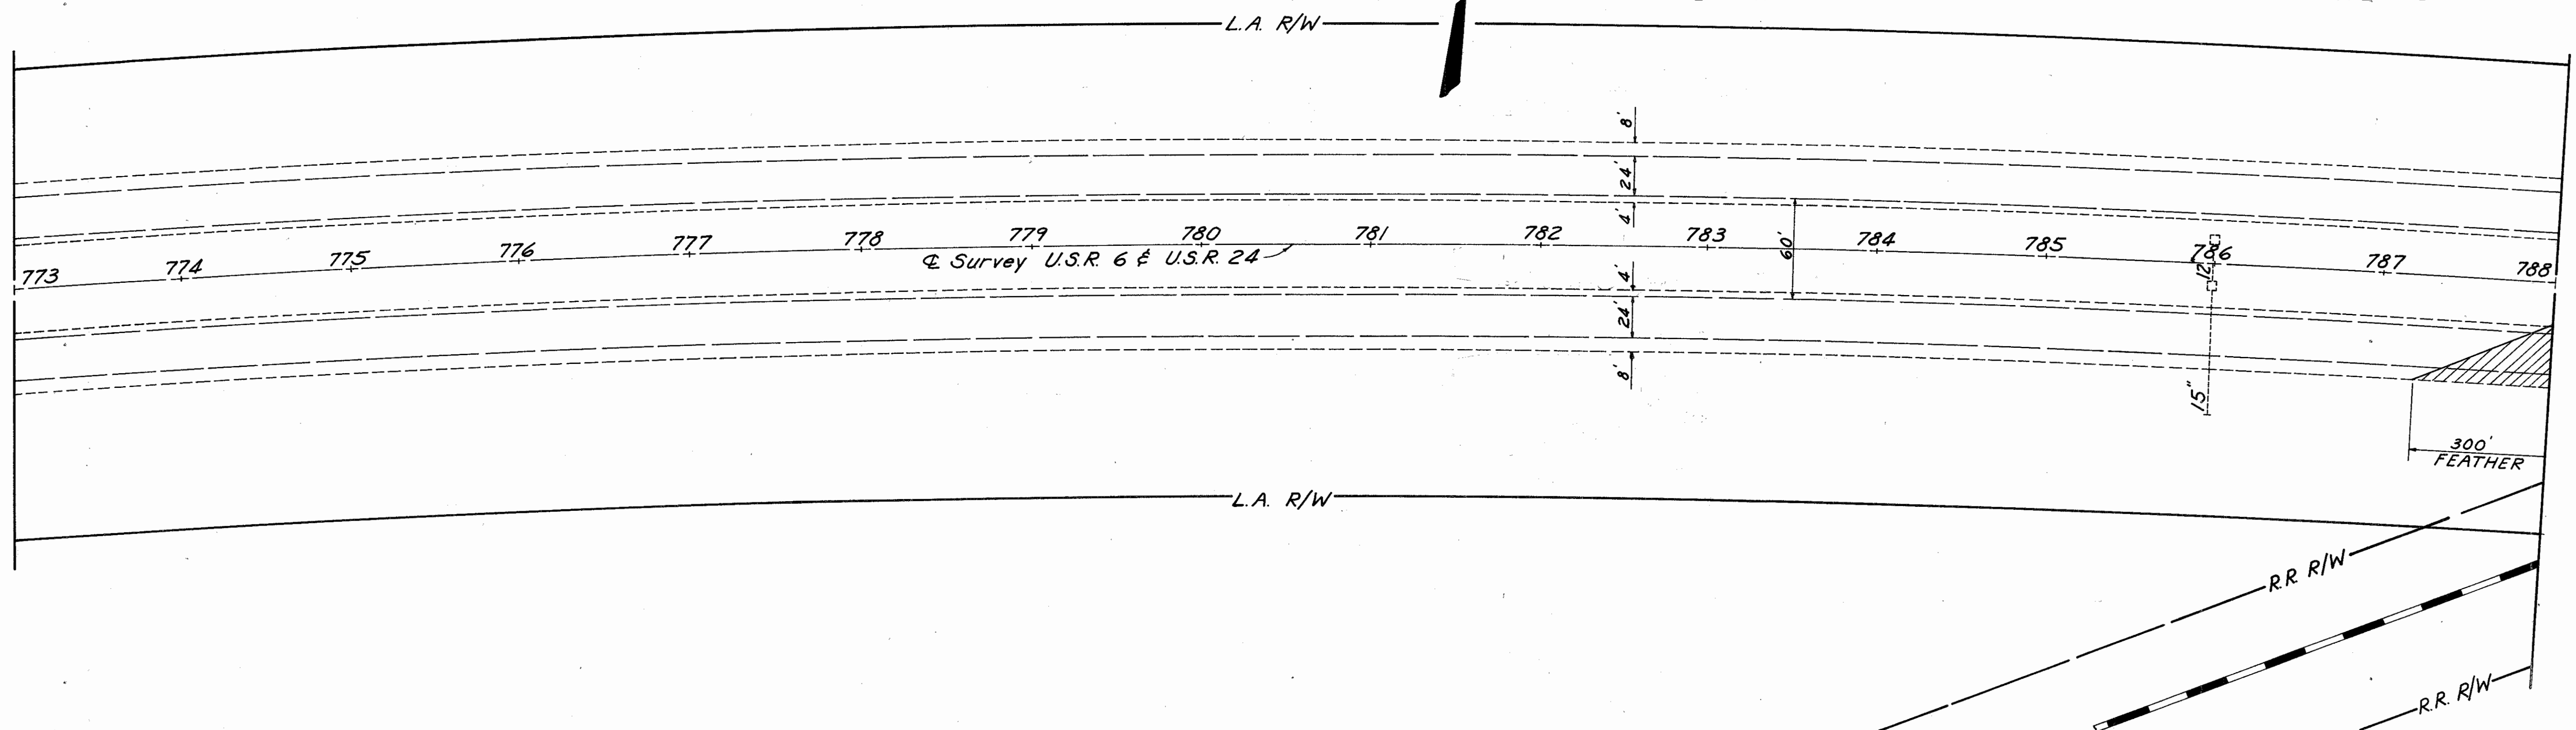 L.A. R/W
8'
24'
4'
60'
773 774 775 776 777 778 779 780 781 782 783 784 785 786 787 788
℄ Survey U.S.R. 6 & U.S.R. 24
12"
4'
24'
8'
15"
300'
FEATHER
L.A. R/W
R.R. R/W
R.R. R/W